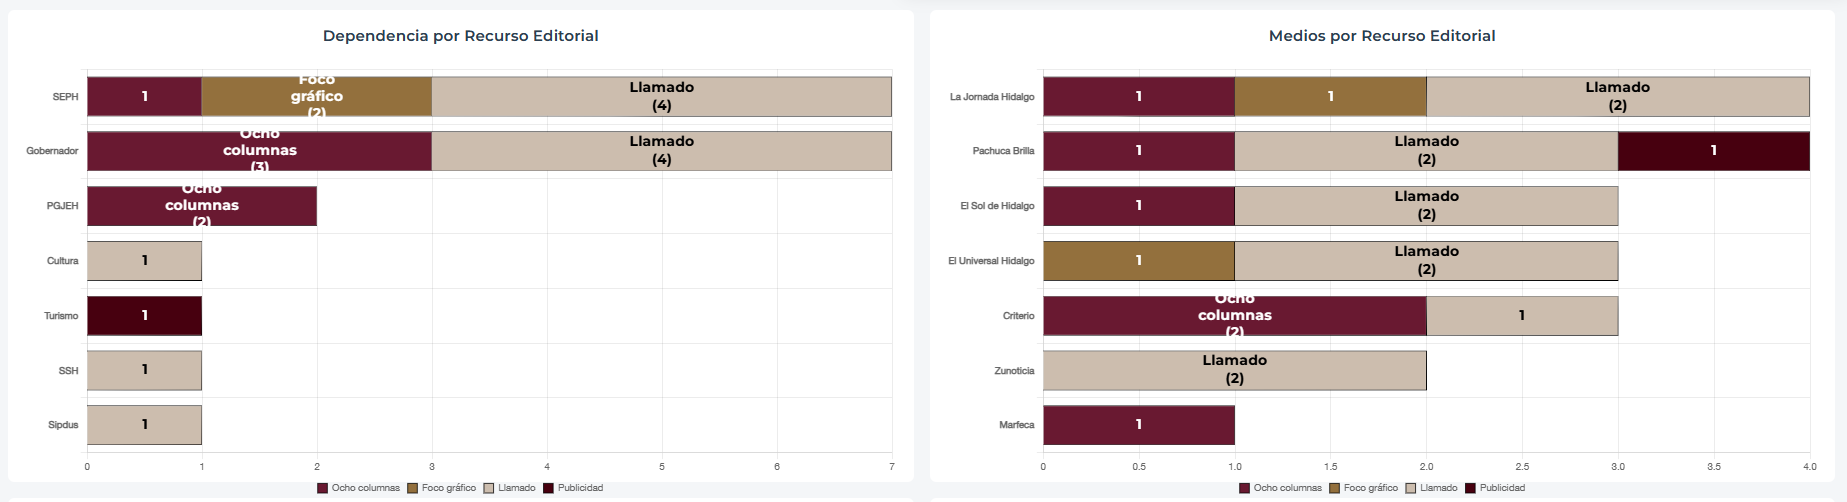 Dependencia por Recurso Editorial
SEPH
1
Foco
gráfico
(2)
Llamado
(4)
Gobernador
Ocho
columnas
(3)
Llamado
(4)
PGJEH
Ocho
columnas
(2)
Cultura
1
Turismo
1
SSH
1
Sipdus
1
0 1 2 3 4 5 6 7
Ocho columnas Foco gráfico Llamado Publicidad
Medios por Recurso Editorial
La Jornada Hidalgo
1
1
Llamado
(2)
Pachuca Brilla
1
Llamado
(2)
1
El Sol de Hidalgo
1
Llamado
(2)
El Universal Hidalgo
1
Llamado
(2)
Criterio
Ocho
columnas
(2)
1
Zunoticia
Llamado
(2)
Marfeca
1
0 0.5 1.0 1.5 2.0 2.5 3.0 3.5 4.0
Ocho columnas Foco gráfico Llamado Publicidad